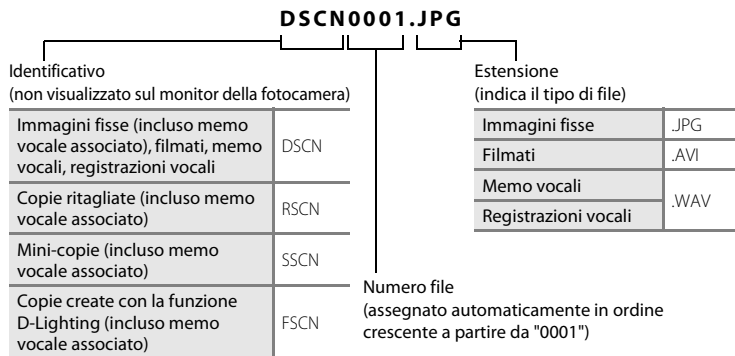 DSCN0001.JPG
Identificativo
(non visualizzato sul monitor della fotocamera)
Immagini fisse (incluso memo
vocale associato), filmati, memo
vocali, registrazioni vocali
DSCN
Copie ritagliate (incluso memo
vocale associato)
RSCN
Mini-copie (incluso memo
vocale associato)
SSCN
Copie create con la funzione
D-Lighting (incluso memo
vocale associato)
FSCN
Estensione
(indica il tipo di file)
Immagini fisse .JPG
Filmati .AVI
Memo vocali
.WAV
Registrazioni vocali
Numero file
(assegnato automaticamente in ordine
crescente a partire da "0001")